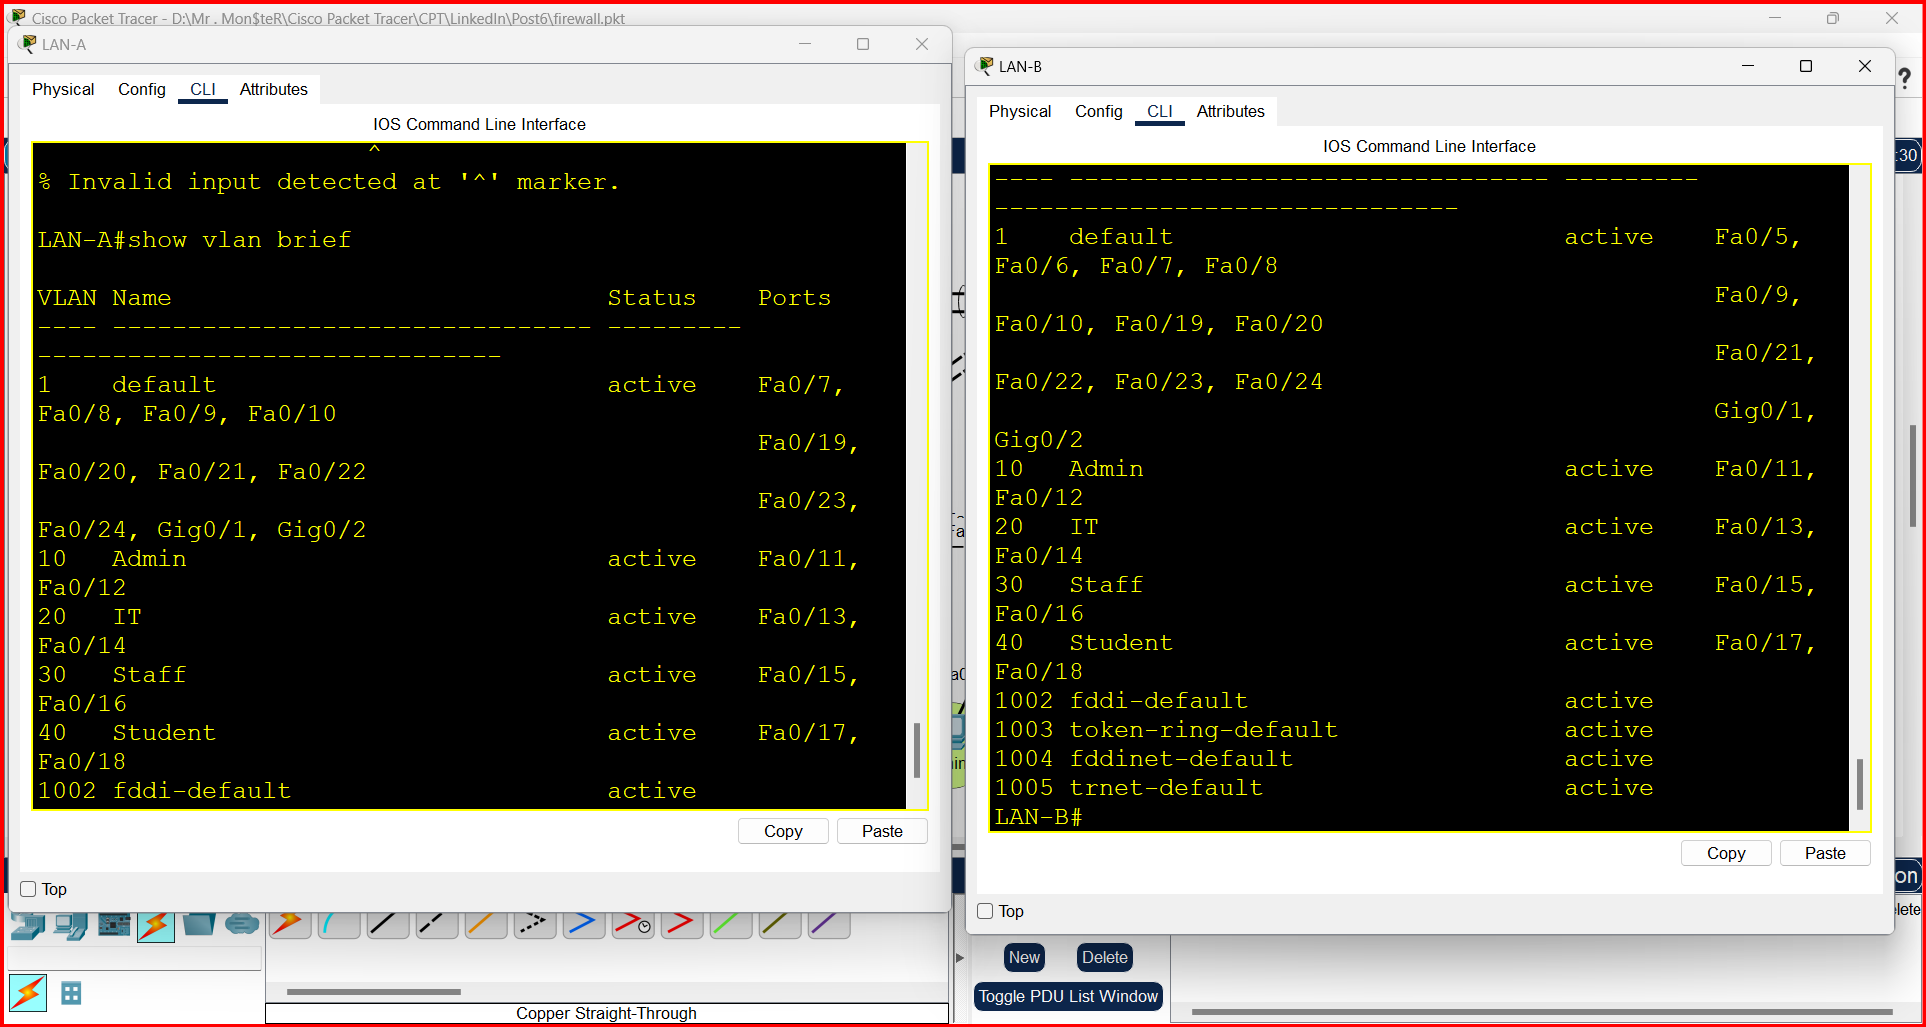 Cisco Packet Tracer - D:\Mr . Mon$teR\Cisco Packet Tracer\CPT\LinkedIn\Post6\firewall.pkt
LAN-A
Physical Config CLI Attributes
IOS Command Line Interface
^
% Invalid input detected at '^' marker.
LAN-A#show vlan brief
VLAN Name Status Ports
---- -------------------------------- ---------
-------------------------------
1 default active Fa0/7,
Fa0/8, Fa0/9, Fa0/10
Fa0/19,
Fa0/20, Fa0/21, Fa0/22
Fa0/23,
Fa0/24, Gig0/1, Gig0/2
10 Admin active Fa0/11,
Fa0/12
20 IT active Fa0/13,
Fa0/14
30 Staff active Fa0/15,
Fa0/16
40 Student active Fa0/17,
Fa0/18
1002 fddi-default active
Copy Paste
Top
Copper Straight-Through
LAN-B
Physical Config CLI Attributes
IOS Command Line Interface
---- -------------------------------- ---------
-------------------------------
1 default active Fa0/5,
Fa0/6, Fa0/7, Fa0/8
Fa0/9,
Fa0/10, Fa0/19, Fa0/20
Fa0/21,
Fa0/22, Fa0/23, Fa0/24
Gig0/1,
Gig0/2
10 Admin active Fa0/11,
Fa0/12
20 IT active Fa0/13,
Fa0/14
30 Staff active Fa0/15,
Fa0/16
40 Student active Fa0/17,
Fa0/18
1002 fddi-default active
1003 token-ring-default active
1004 fddinet-default active
1005 trnet-default active
LAN-B#
Copy Paste
Top
New Delete
Toggle PDU List Window
?
:30